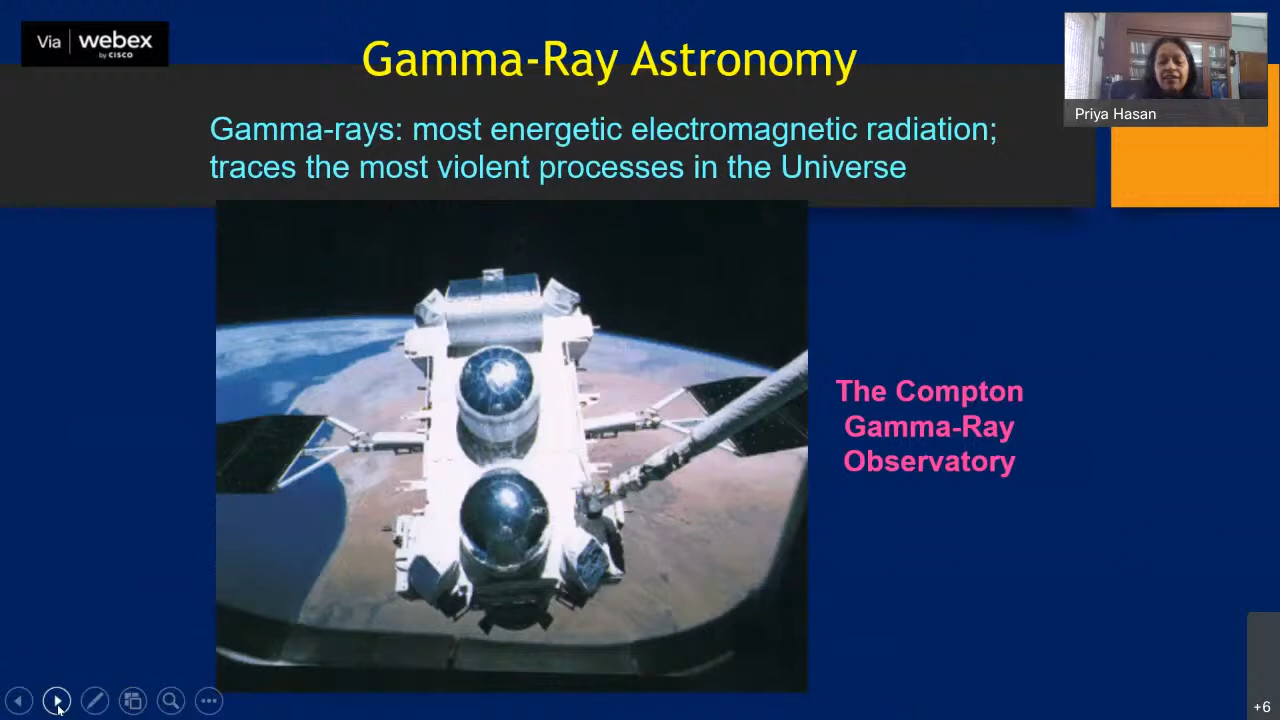 Via webex
by CISCO
Gamma-Ray Astronomy
Priya Hasan
Gamma-rays: most energetic electromagnetic radiation;
traces the most violent processes in the Universe
The Compton
Gamma-Ray
Observatory
+6